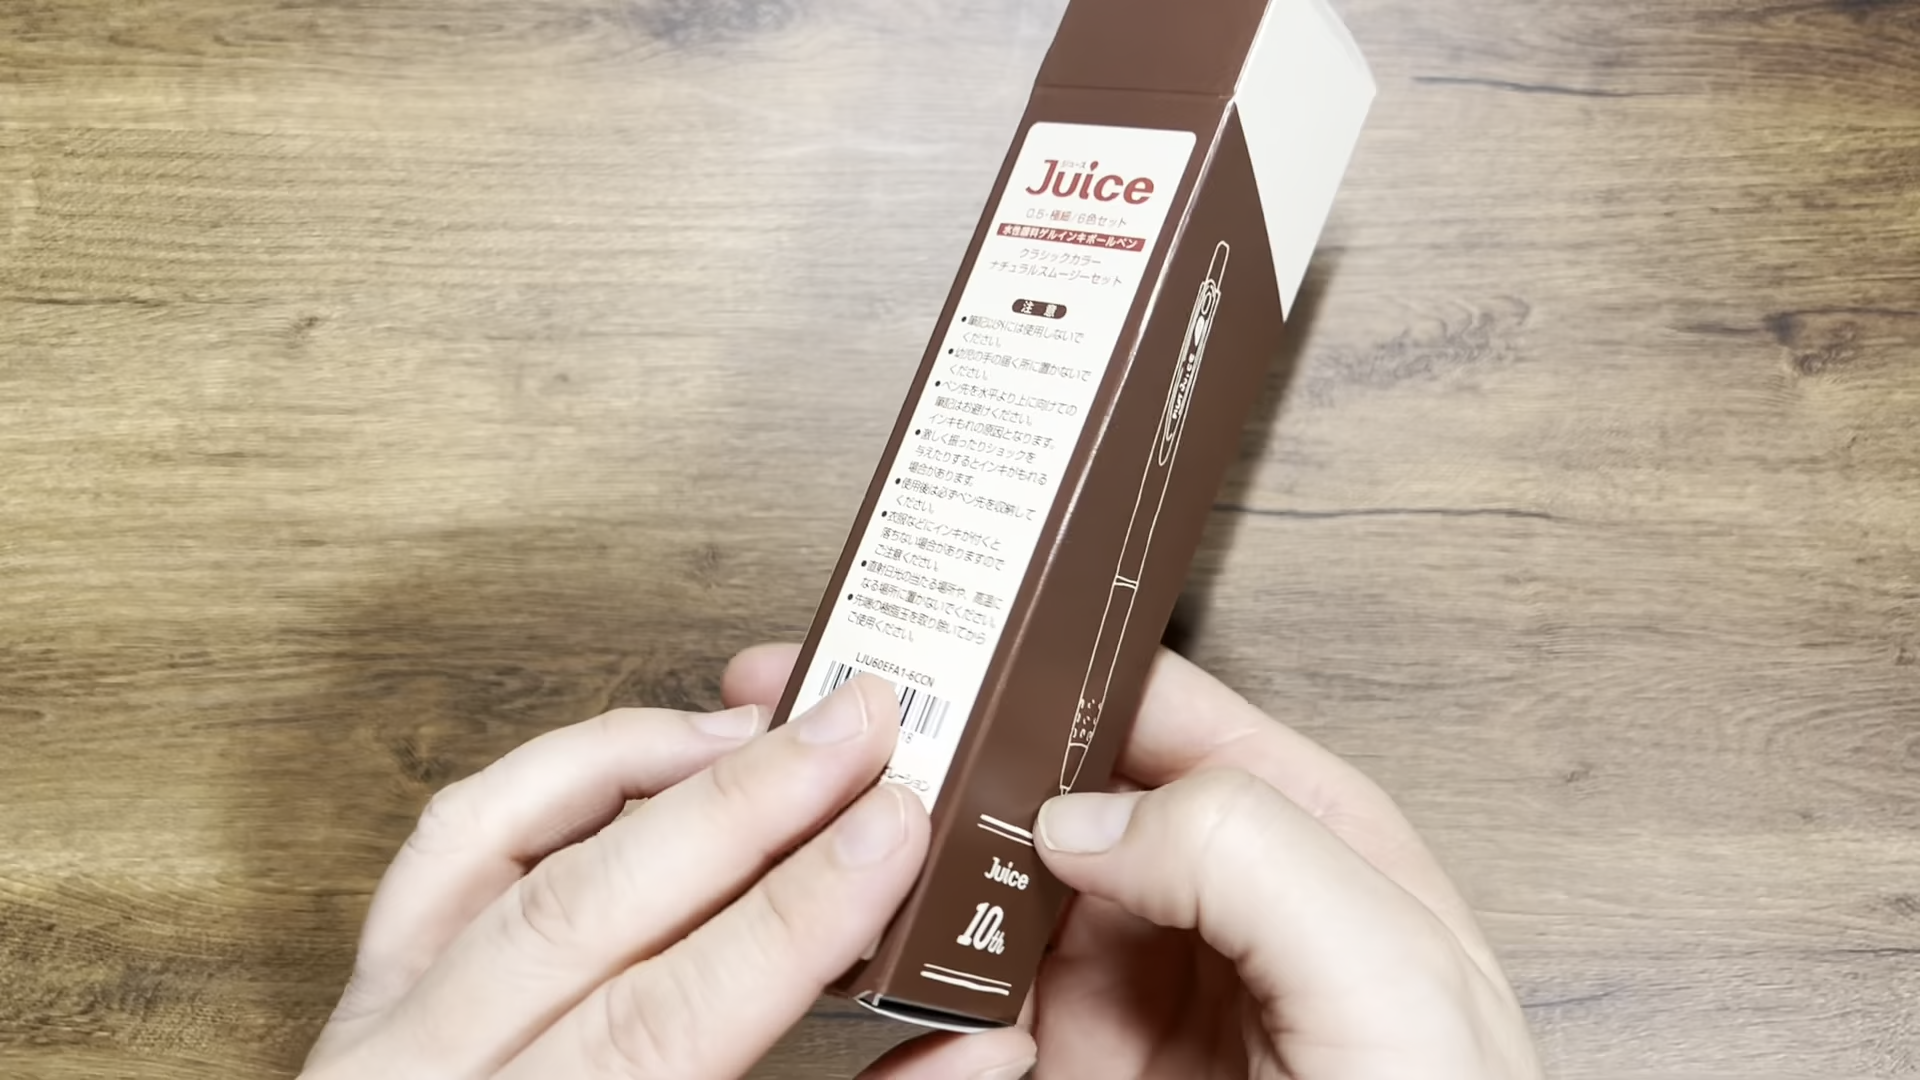 ジュース
Juice
0.5・極細/6色セット
水性顔料ゲルインキボールペン
クラシックカラー
ナチュラルスムージーセット
注意
●筆記以外には使用しないで
ください。
●幼児の手の届く所に置かないで
ください。
●ペン先を水平より上に向けての
筆記はお避けください。
インキもれの原因となります。
●激しく振ったりショックを
与えたりするとインキがもれる
場合があります。
●使用後は必ずペン先を収納して
ください。
●衣服などにインキが付くと
落ちない場合がありますので
ご注意ください。
●直射日光の当たる場所や、高温に
なる場所に置かないでください。
●先端の樹脂玉を取り除いてから
ご使用ください。
LJU60EFA1-6CCN
18
レーション
Juice
10th